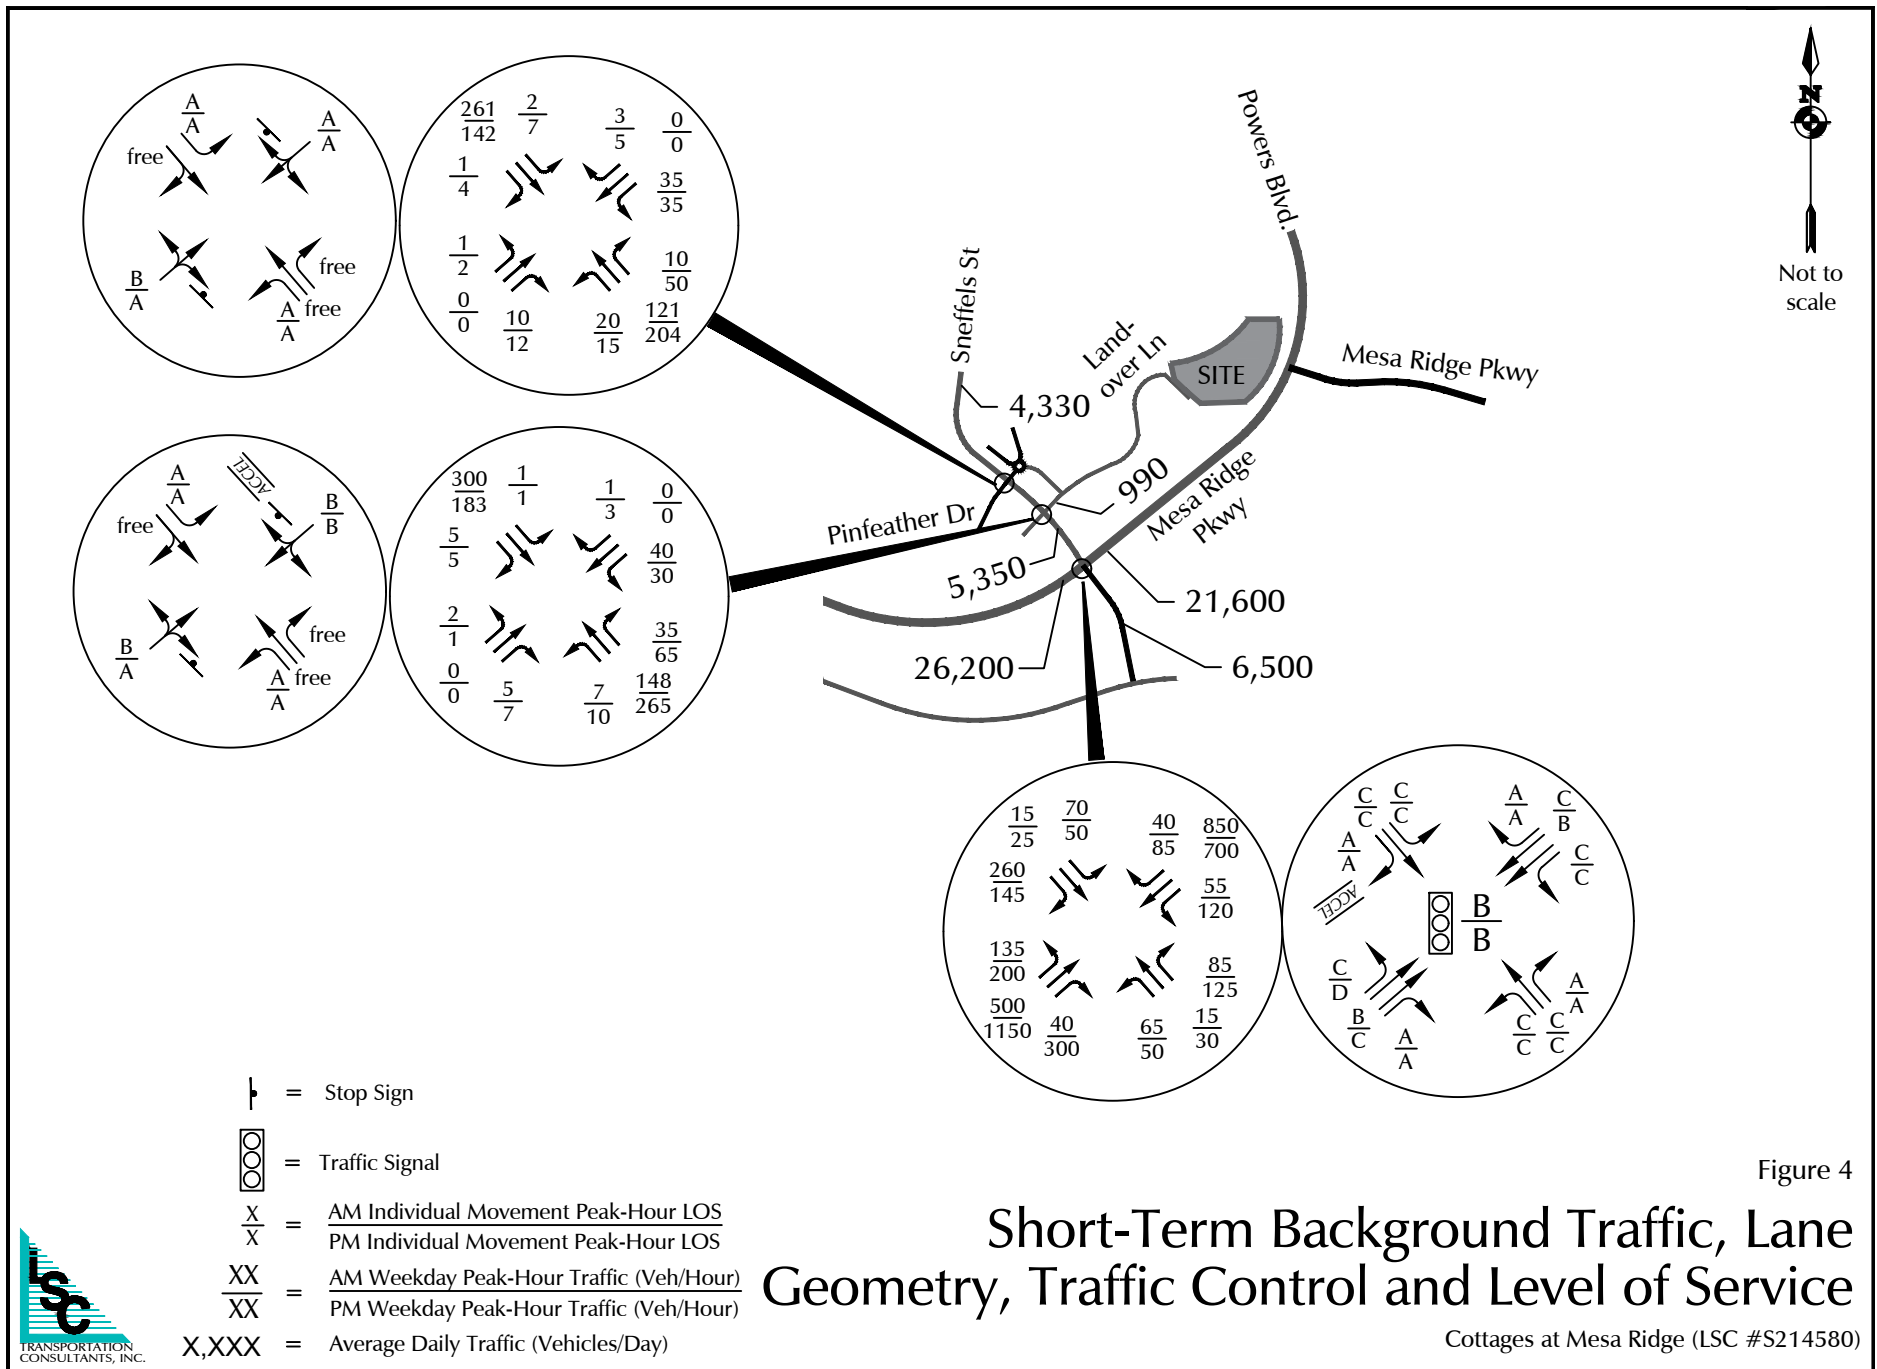 A
A
free
A
A
B
A
A
A
free
free
261
142
2
7
3
5
0
0
1
4
35
35
1
2
10
50
0
0
10
12
20
15
121
204
A
A
ACCEL
free
B
B
B
A
A
A
free
free
300
183
1
1
1
3
0
0
5
5
40
30
2
1
35
65
0
0
5
7
7
10
148
265
Powers Blvd.
N
Not to
scale
Sneffels St
Land-
over Ln
SITE
Mesa Ridge Pkwy
4,330
990
Mesa Ridge
Pkwy
Pinfeather Dr
5,350
21,600
26,200
6,500
15
25
70
50
40
85
850
700
260
145
55
120
135
200
85
125
500
1150
40
300
65
50
15
30
C
C
C
C
A
A
A
A
C
B
C
C
ACCEL
B
B
C
D
B
C
A
A
C
C
C
C
A
A
= Stop Sign
= Traffic Signal
X
X
=
AM Individual Movement Peak-Hour LOS
PM Individual Movement Peak-Hour LOS
XX
XX
=
AM Weekday Peak-Hour Traffic (Veh/Hour)
PM Weekday Peak-Hour Traffic (Veh/Hour)
X,XXX = Average Daily Traffic (Vehicles/Day)
LSC
TRANSPORTATION
CONSULTANTS, INC.
Figure 4
Short-Term Background Traffic, Lane
Geometry, Traffic Control and Level of Service
Cottages at Mesa Ridge (LSC #S214580)